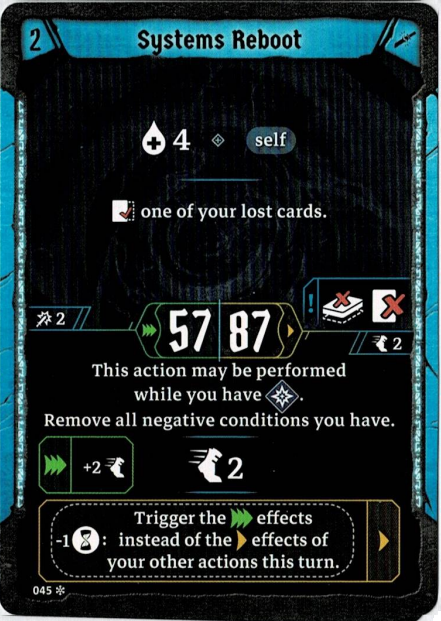 2 Systems Reboot
4 self
one of your lost cards.
2 57 87 2
This action may be performed
while you have .
Remove all negative conditions you have.
+2 2
Trigger the effects
-1 : instead of the effects of
your other actions this turn.
045